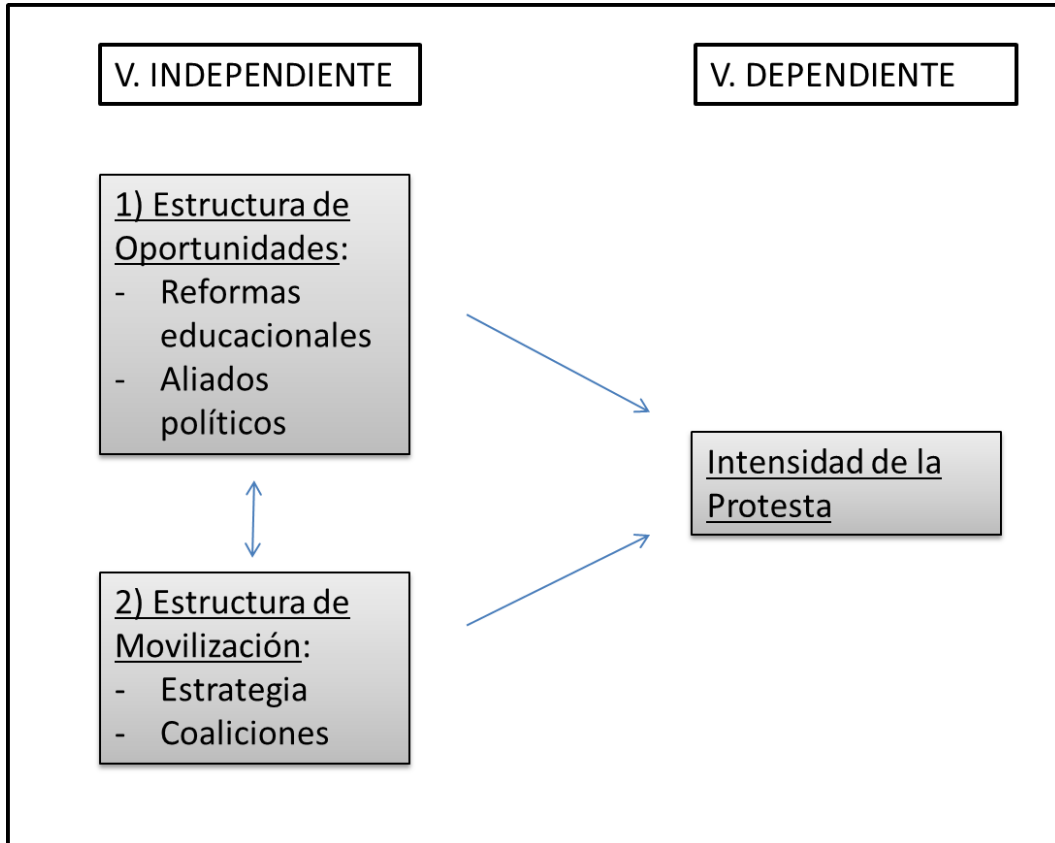 V. INDEPENDIENTE
V. DEPENDIENTE
1) Estructura de
Oportunidades:
- Reformas
educacionales
- Aliados
políticos
Intensidad de la
Protesta
2) Estructura de
Movilización:
- Estrategia
- Coaliciones